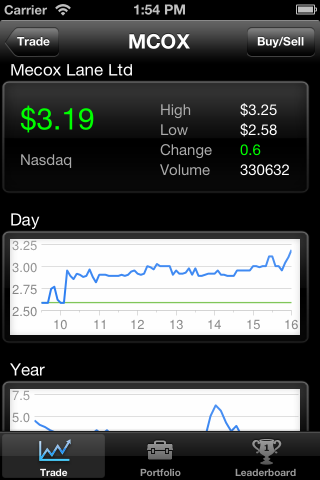 Carrier 1:54 PM
Trade MCOX Buy/Sell
Mecox Lane Ltd
$3.19
Nasdaq
High $3.25
Low $2.58
Change 0.6
Volume 330632
Day
3.25
3.00
2.75
2.50
10 11 12 13 14 15 16
Year
7.5
5.0
1
Trade Portfolio Leaderboard